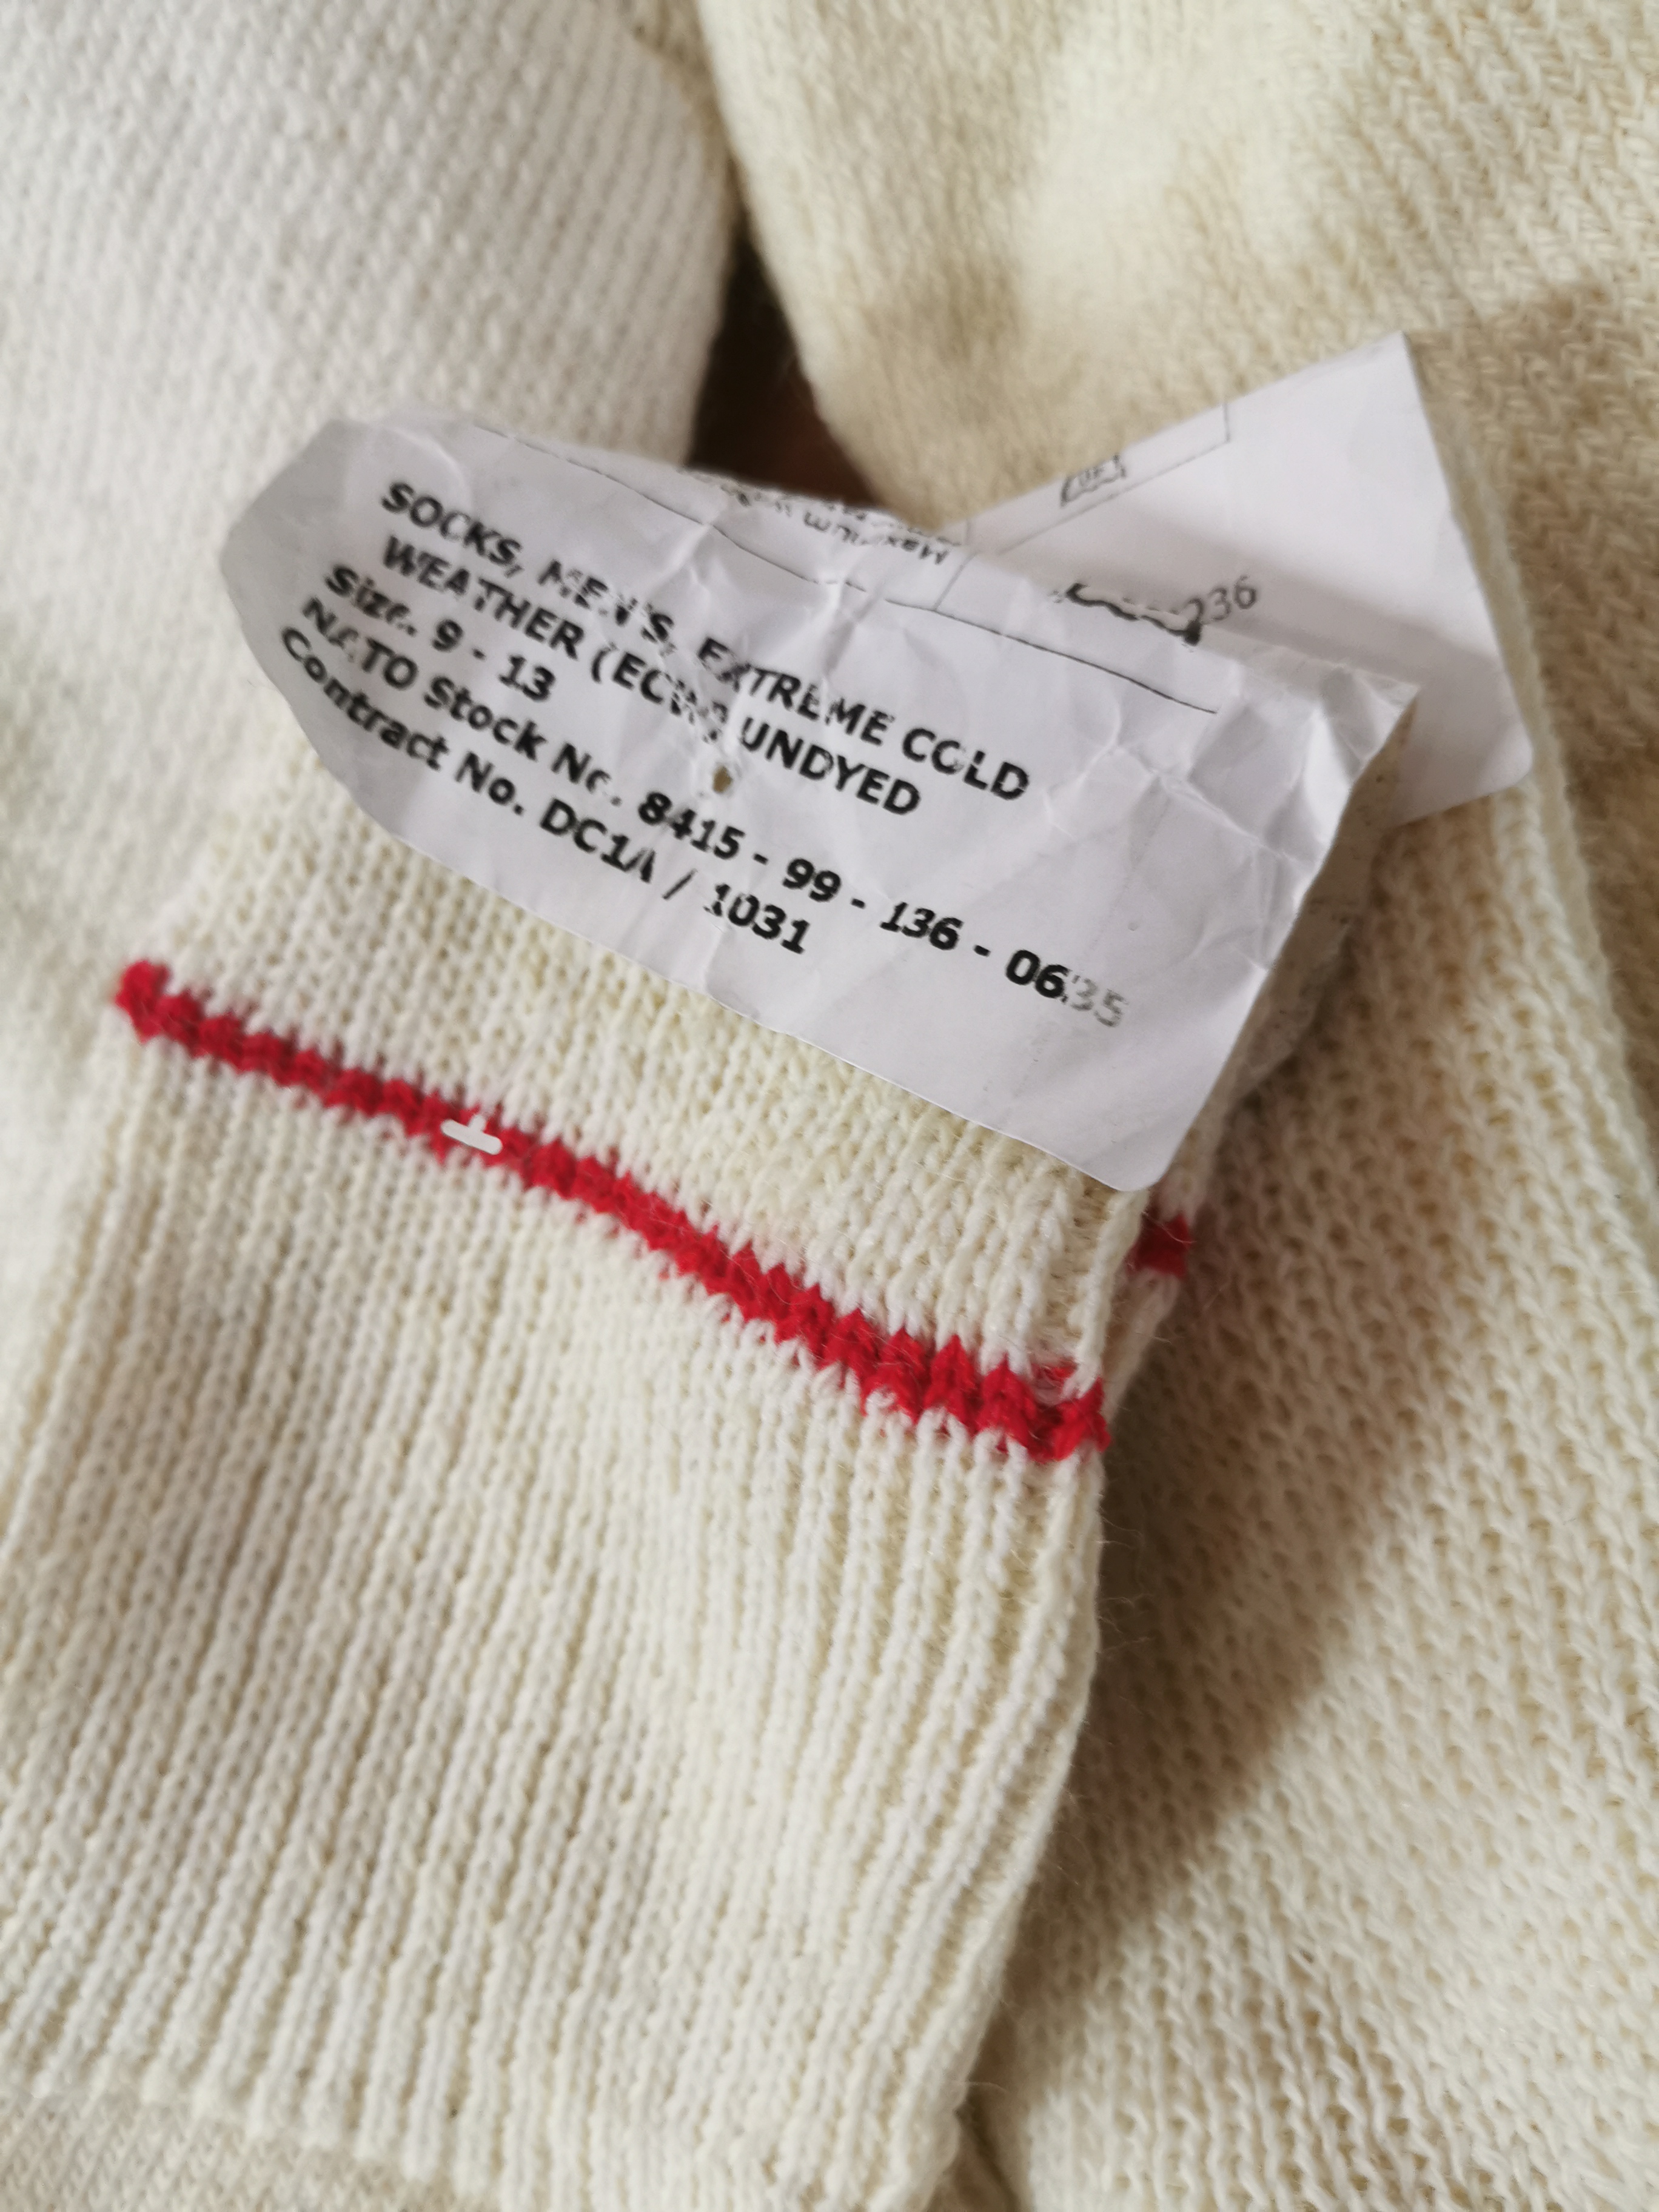 SOCKS, MEN'S, EXTREME COLD
WEATHER (ECW) UNDYED
Size. 9 - 13
NATO Stock No. 8415 - 99 - 136 - 0635
Contract No. DC1A / 1031
236